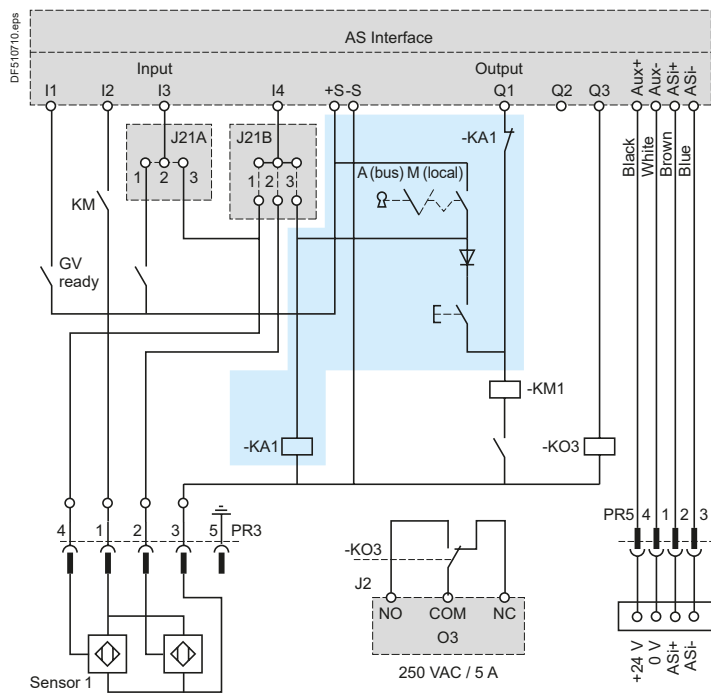 DF510710.eps
AS Interface
Input
Output
I1 I2 I3 I4 +S -S Q1 Q2 Q3 Aux+ Aux- ASi+ ASi-
J21A
J21B
-KA1
Black
White
Brown
Blue
1 2 3
1 2 3
A (bus) M (local)
KM
GV
ready
-KM1
-KA1
-KO3
4 1 2 3 5 PR3
PR5 4 1 2 3
-KO3
J2
NO COM NC
O3
250 VAC / 5 A
Sensor 1
+24 V
0 V
ASi+
ASi-